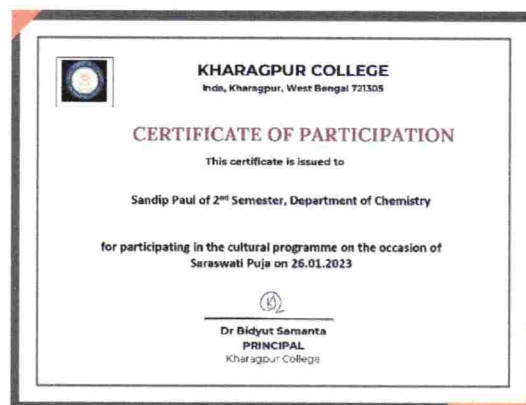 KHARAGPUR COLLEGE
Inda, Kharagpur, West Bengal 721305
CERTIFICATE OF PARTICIPATION
This certificate is issued to
Sandip Paul of 2nd Semester, Department of Chemistry
for participating in the cultural programme on the occasion of
Saraswati Puja on 26.01.2023
Dr Bidyut Samanta
PRINCIPAL
Kharagpur College